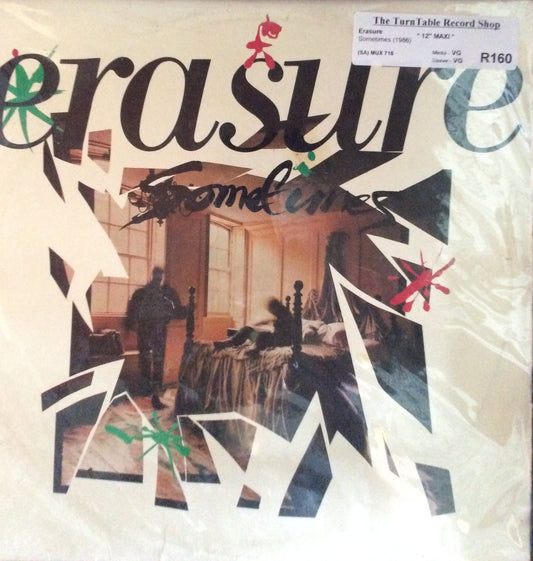 The TurnTable Record Shop
Erasure " 12" MAXI "
Sometimes (1986)
(SA) MUX 716 Media - VG
Sleeve - VG R160
erasure
Sometimes